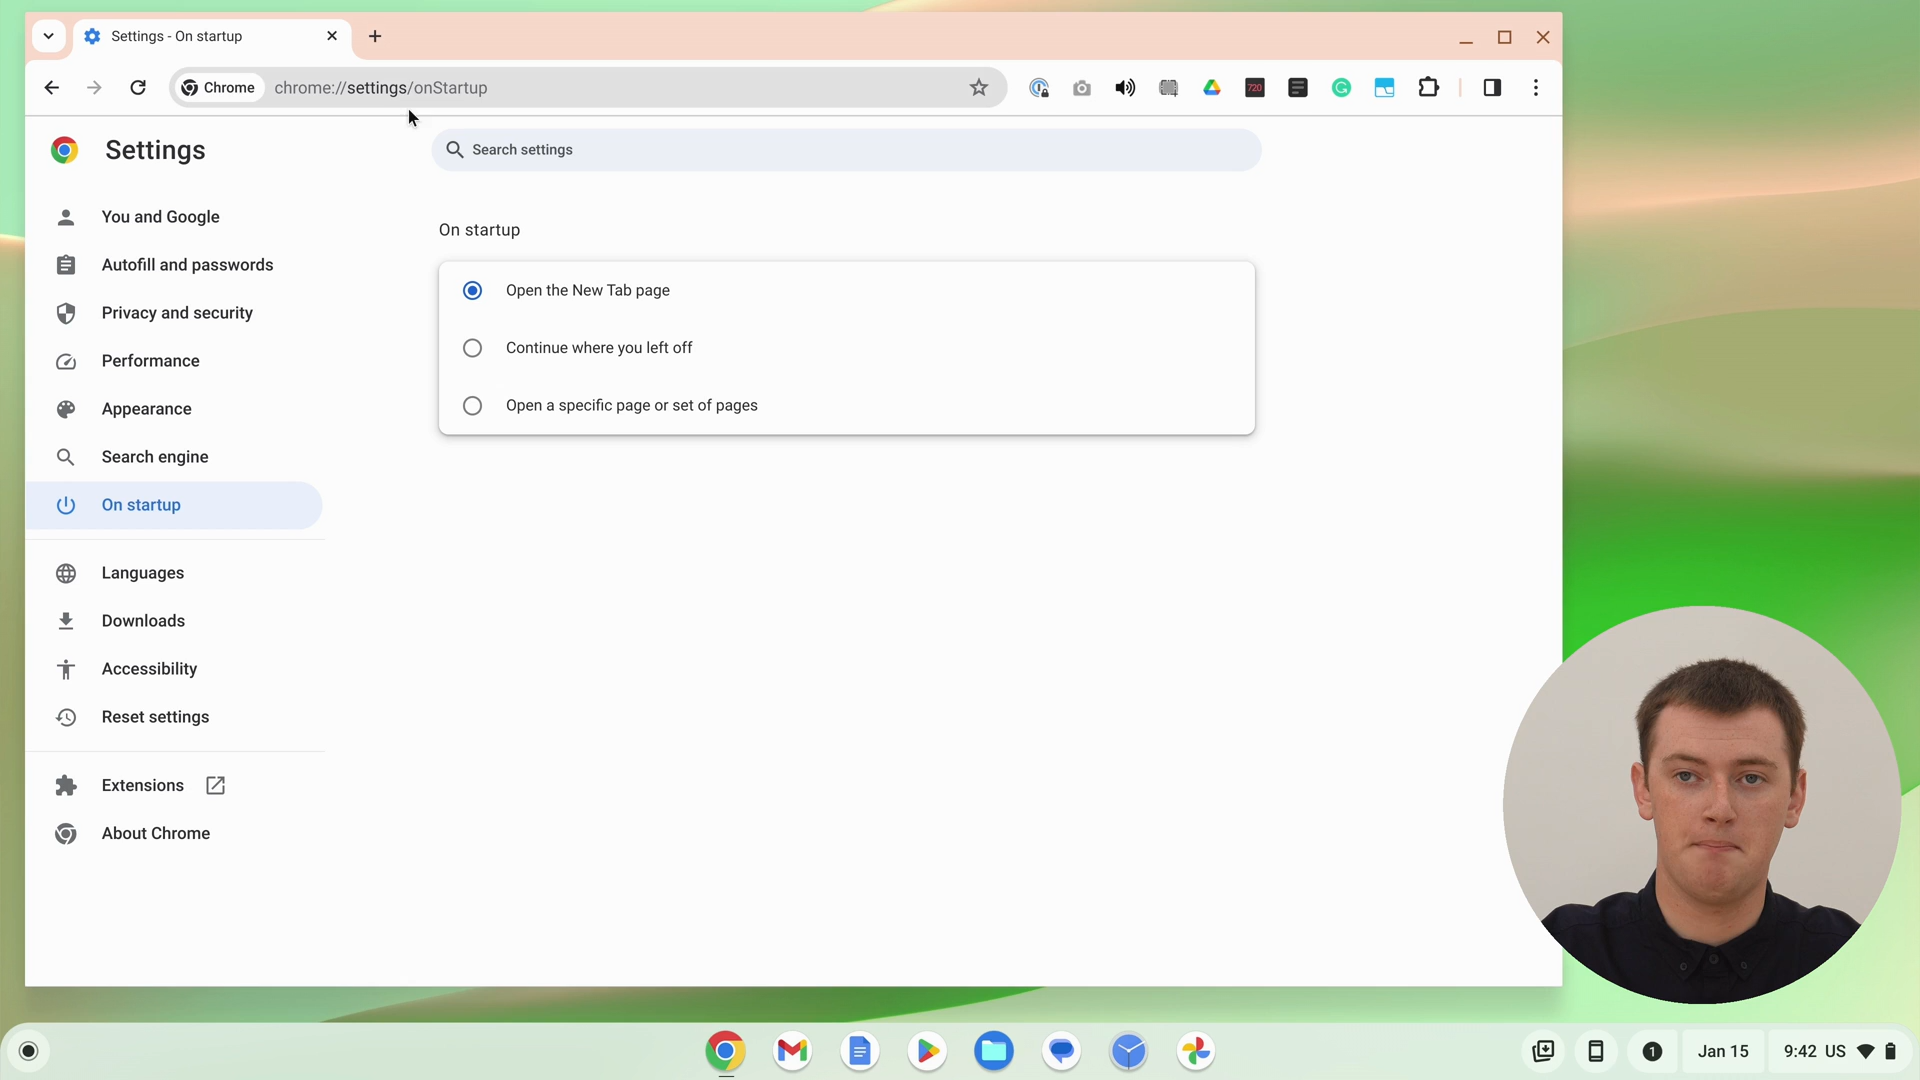 Settings - On startup
Chrome
chrome://settings/onStartup
720
Settings
Search settings
You and Google
Autofill and passwords
Privacy and security
Performance
Appearance
Search engine
On startup
Languages
Downloads
Accessibility
Reset settings
Extensions
About Chrome
On startup
Open the New Tab page
Continue where you left off
Open a specific page or set of pages
1
Jan 15
9:42 US